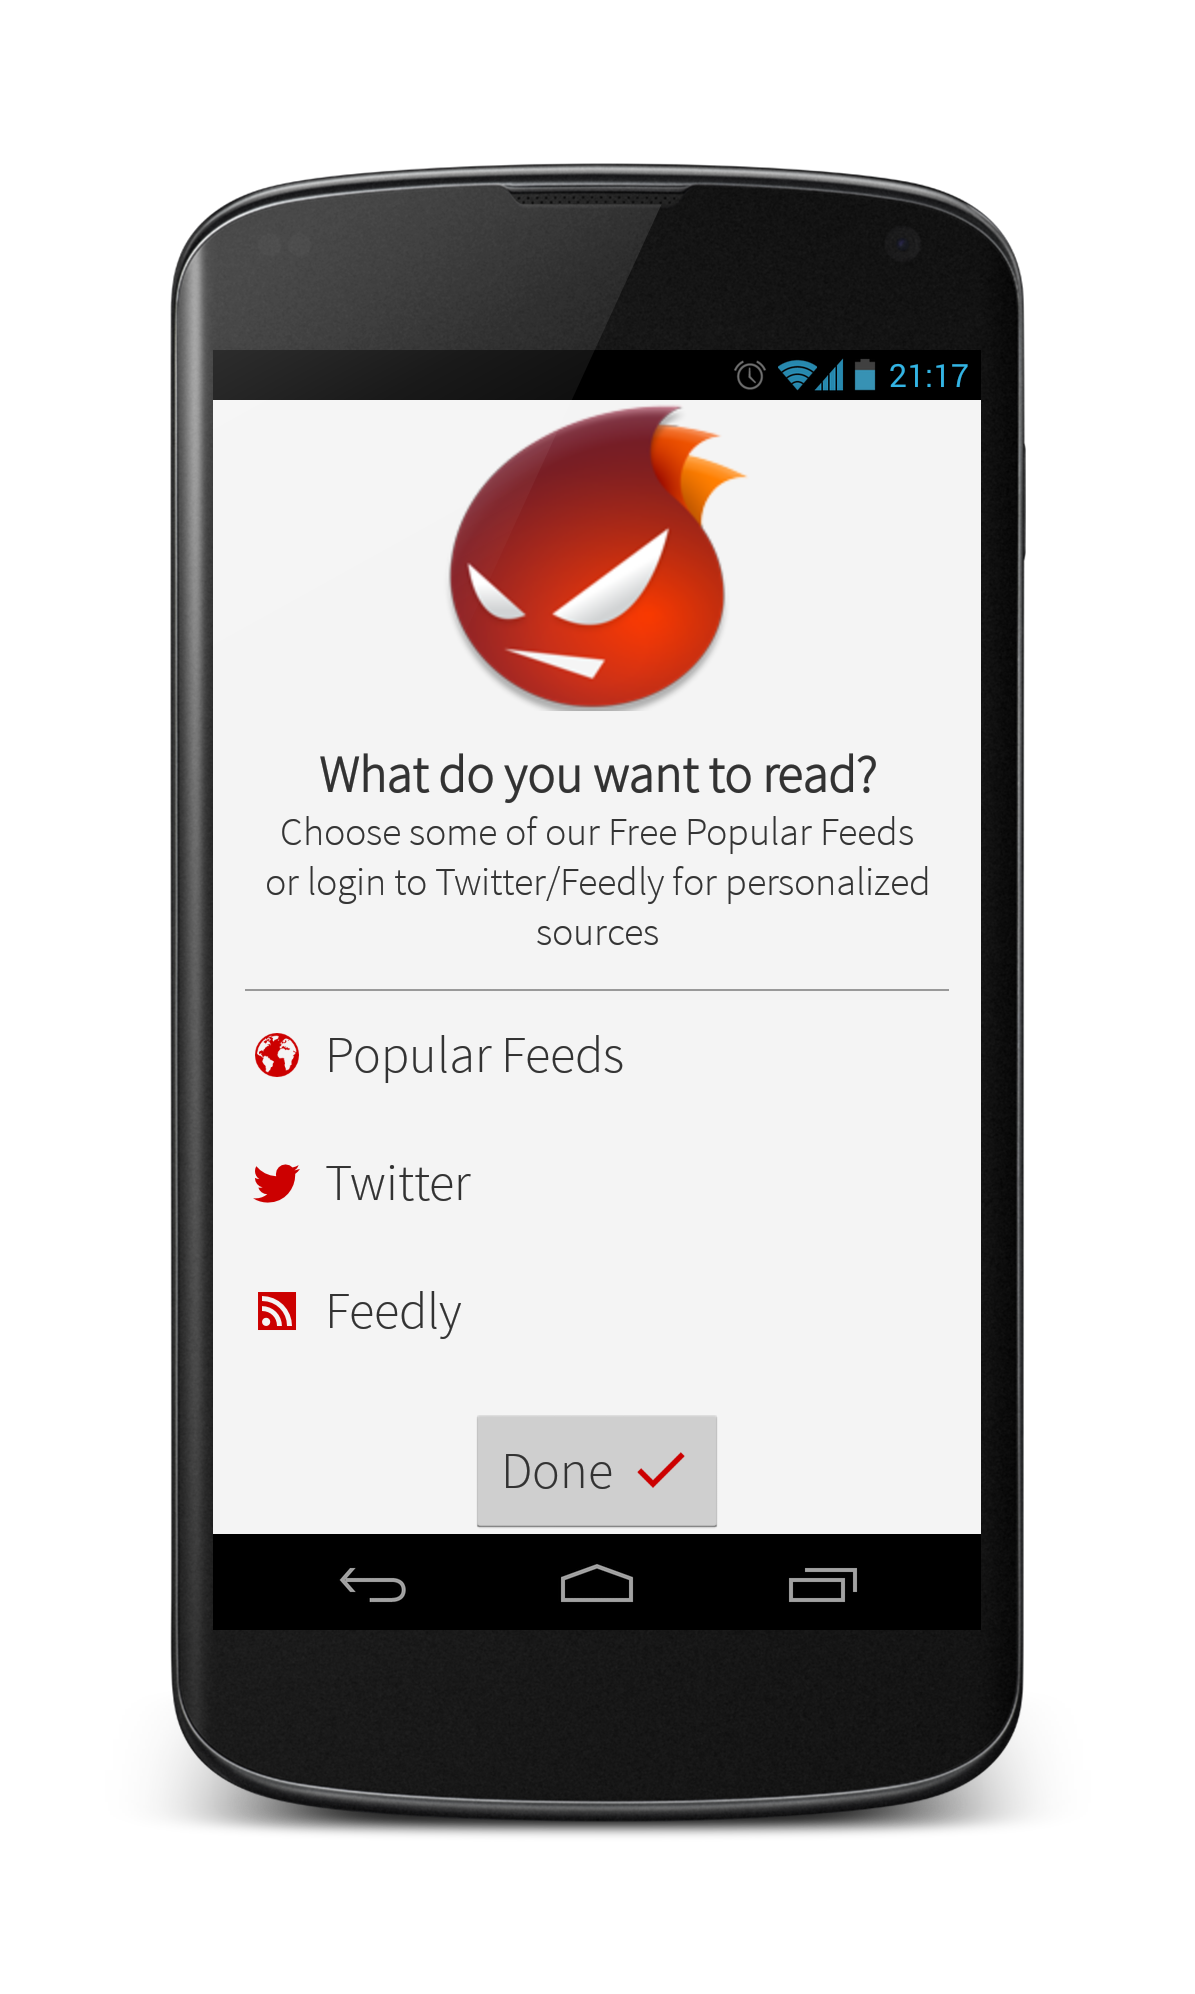 21:17
What do you want to read?
Choose some of our Free Popular Feeds
or login to Twitter/Feedly for personalized
sources
Popular Feeds
Twitter
Feedly
Done